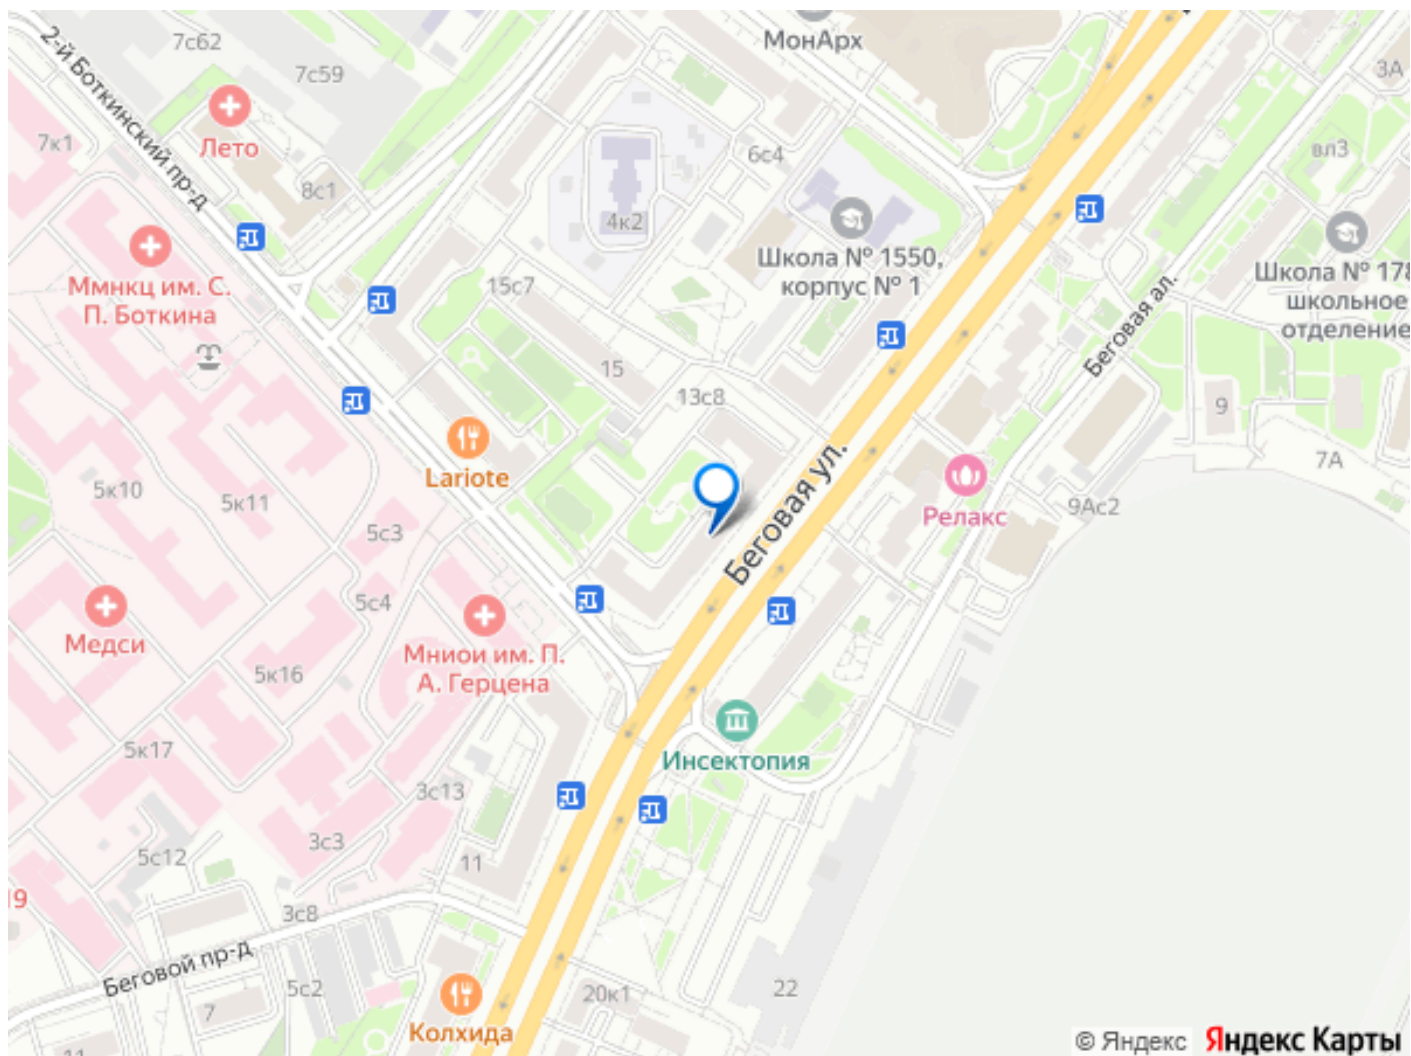 7с62
МонАрх
2-й Боткинский пр-д
7с59
3А
7к1
Лето
6с4
вл3
8с1
4к2
Школа № 1550,
корпус № 1
Школа № 178
школьное
отделение
Ммнкц им. С.
П. Боткина
15с7
Беговая ал.
15
13с8
9
Lariote
Беговая ул.
7А
5к10
5к11
5с3
Релакс
9Ас2
5с4
Медси
Мниои им. П.
А. Герцена
5к16
5к17
Инсектопия
3с13
3с3
5с12
11
19
3с8
Беговой пр-д
5с2
20к1
22
7
Колхида
11
© Яндекс Яндекс Карты